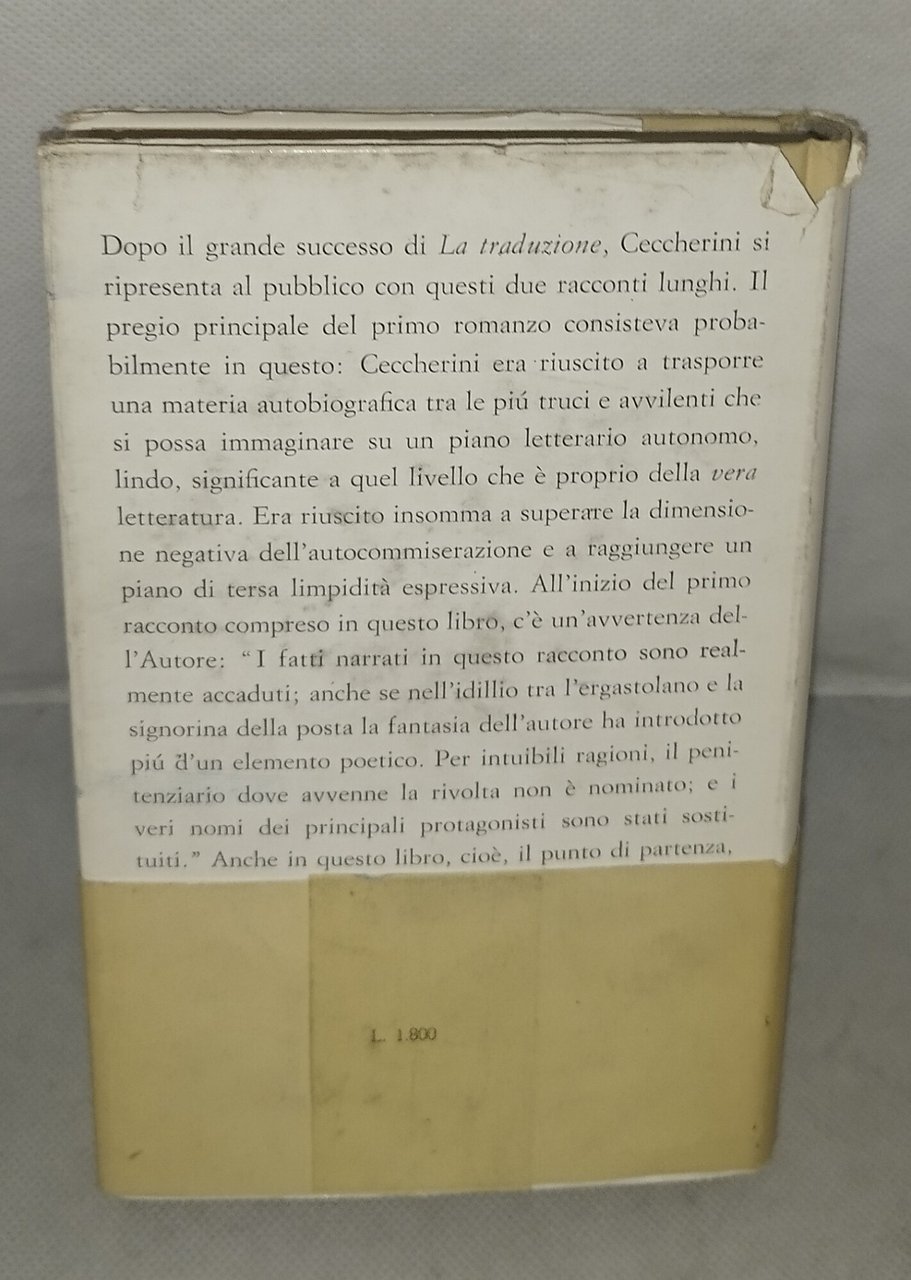 Dopo il grande successo di La traduzione, Ceccherini si
ripresenta al pubblico con questi due racconti lunghi. Il
pregio principale del primo romanzo consisteva proba-
bilmente in questo: Ceccherini era riuscito a trasporre
una materia autobiografica tra le piú truci e avvilenti che
si possa immaginare su un piano letterario autonomo,
lindo, significante a quel livello che è proprio della vera
letteratura. Era riuscito insomma a superare la dimensio-
ne negativa dell'autocommiserazione e a raggiungere un
piano di tersa limpidità espressiva. All'inizio del primo
racconto compreso in questo libro, c'è un'avvertenza del-
l'Autore: “I fatti narrati in questo racconto sono real-
mente accaduti; anche se nell'idillio tra l'ergastolano e la
signorina della posta la fantasia dell'autore ha introdotto
piú d'un elemento poetico. Per intuibili ragioni, il peni-
tenziario dove avvenne la rivolta non è nominato; e i
veri nomi dei principali protagonisti sono stati sosti-
tuiti.” Anche in questo libro, cioè, il punto di partenza,
L. 1.800